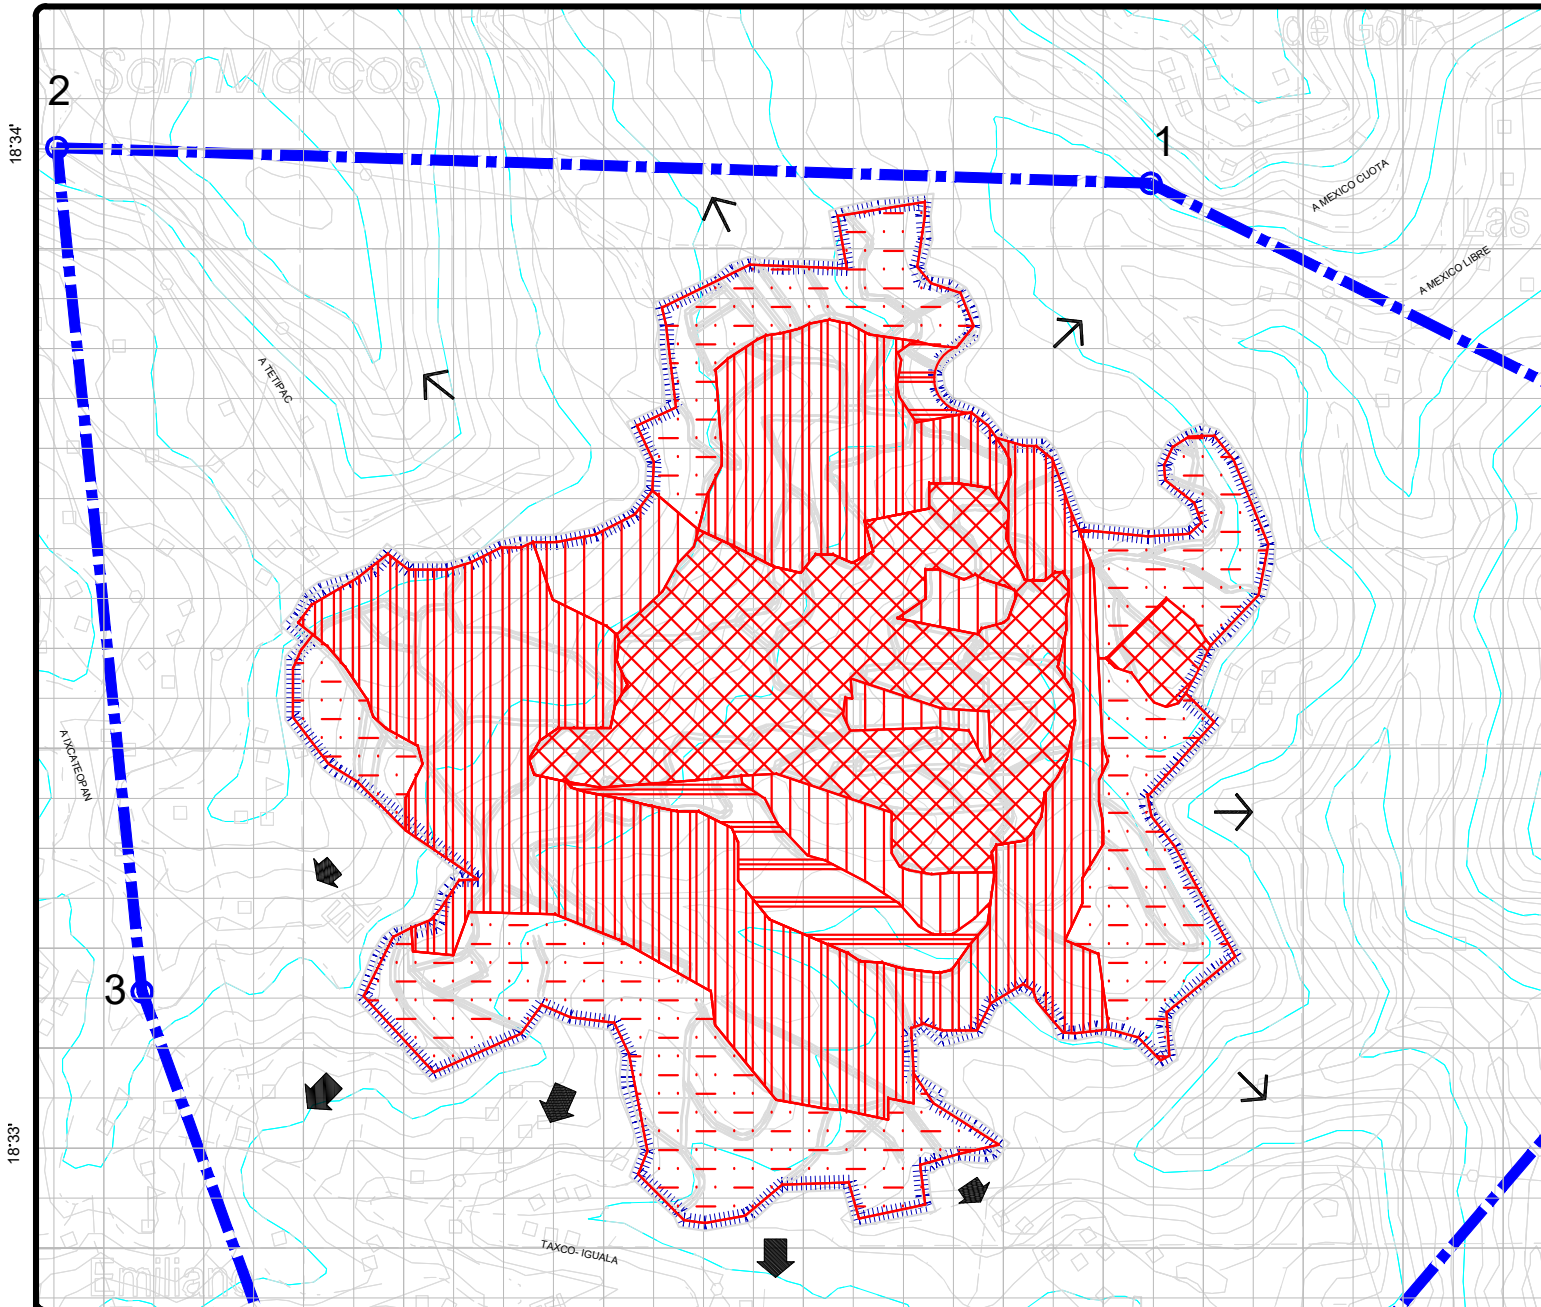 de Golf
San Marcos
2
18°34'
1
A MEXICO CUOTA
Las
A MEXICO LIBRE
A TETIPAC
A IXCATEOPAN
3
18°33'
TAXCO- IGUALA
Emilian